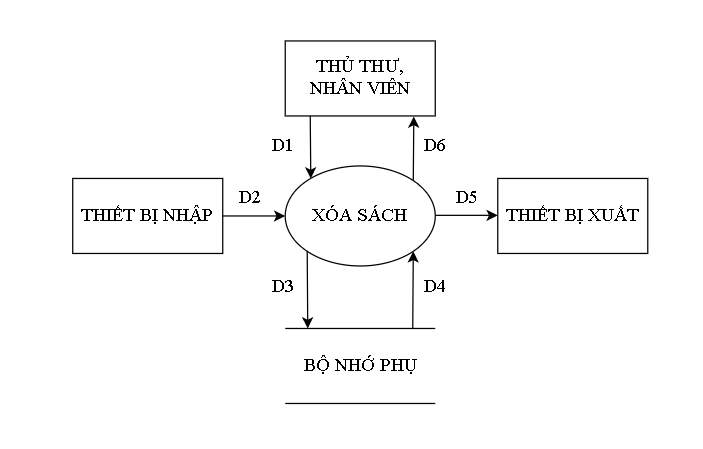 THỦ THƯ,
NHÂN VIÊN
D1
D6
D2
D5
THIẾT BỊ NHẬP
XÓA SÁCH
THIẾT BỊ XUẤT
D3
D4
BỘ NHỚ PHỤ